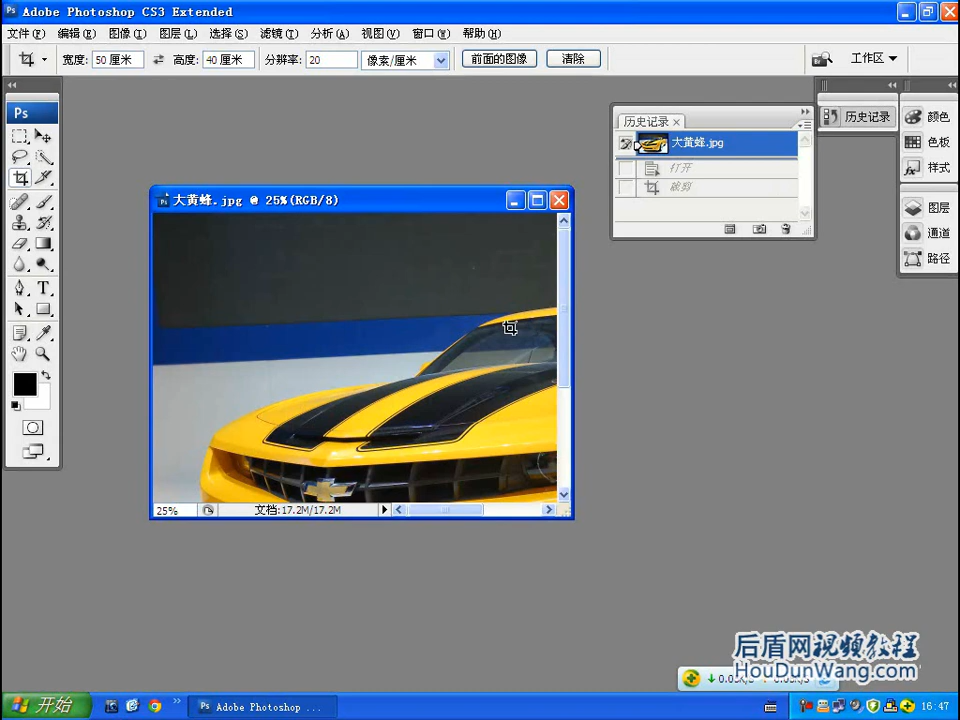 Ps Adobe Photoshop CS3 Extended
文件(F) 编辑(E) 图像(I) 图层(L) 选择(S) 滤镜(T) 分析(A) 视图(V) 窗口(W) 帮助(H)
宽度: 50 厘米 高度: 40 厘米 分辨率: 20 像素/厘米 前面的图像 清除 工作区
Ps
历史记录
大黄蜂.jpg
打开
裁剪
历史记录
颜色
色板
样式
图层
通道
路径
大黄蜂.jpg @ 25%(RGB/8)
25% 文档:17.2M/17.2M
后盾网视频教程
HouDunWang.com
开始
Ps Adobe Photoshop ...
16:47